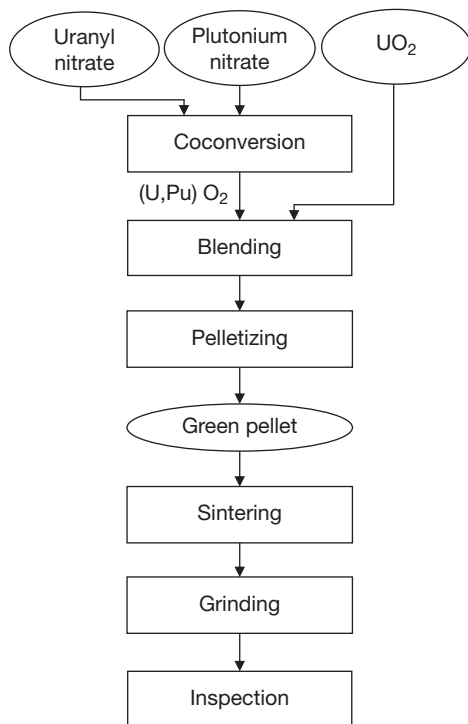 Uranyl
nitrate
Plutonium
nitrate
UO₂
Coconversion
(U,Pu) O₂
Blending
Pelletizing
Green pellet
Sintering
Grinding
Inspection